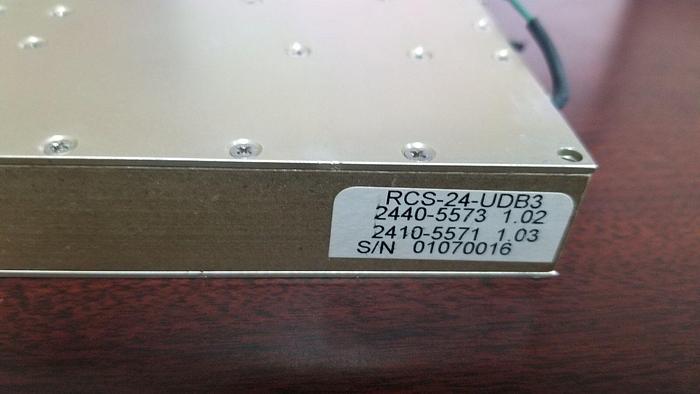 RCS-24-UDB3
2440-5573 1.02
2410-5571 1.03
S/N 01070016